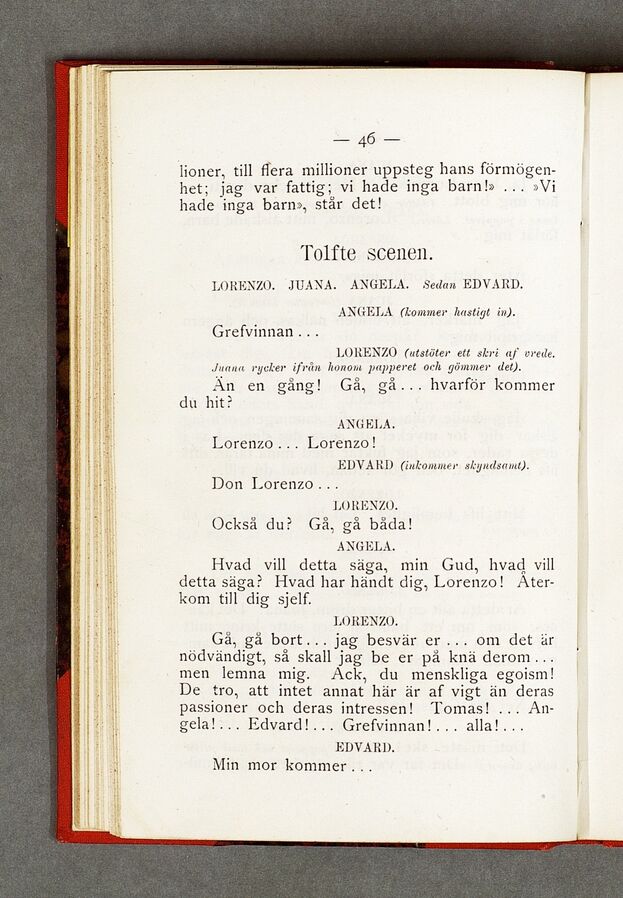 — 46 —
lioner, till flera millioner uppsteg hans förmögen-
het; jag var fattig; vi hade inga barn!» ... »Vi
hade inga barn», står det!
Tolfte scenen.
LORENZO. JUANA. ANGELA. Sedan EDVARD.
ANGELA (kommer hastigt in).
Grefvinnan ...
LORENZO (utstöter ett skri af vrede.
Juana rycker ifrån honom papperet och gömmer det).
Än en gång! Gå, gå ... hvarför kommer
du hit?
ANGELA.
Lorenzo ... Lorenzo!
EDVARD (inkommer skyndsamt).
Don Lorenzo ...
LORENZO.
Också du? Gå, gå båda!
ANGELA.
Hvad vill detta säga, min Gud, hvad vill
detta säga? Hvad har händt dig, Lorenzo! Åter-
kom till dig sjelf.
LORENZO.
Gå, gå bort ... jag besvär er ... om det är
nödvändigt, så skall jag be er på knä derom ...
men lemna mig. Ack, du menskliga egoism!
De tro, att intet annat här är af vigt än deras
passioner och deras intressen! Tomas! ... An-
gela! ... Edvard! ... Grefvinnan! ... alla! ...
EDVARD.
Min mor kommer ...